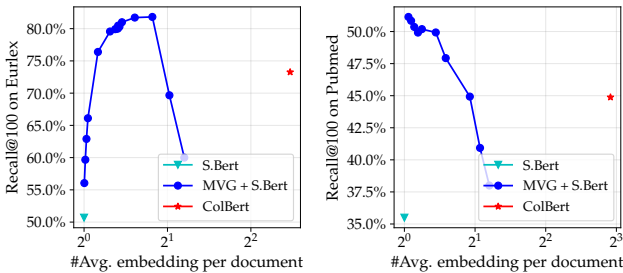 Recall@100 on Eurlex
80.0%
75.0%
70.0%
65.0%
60.0%
55.0%
50.0%
S.Bert
MVG + S.Bert
ColBert
2^0
2^1
2^2
#Avg. embedding per document
Recall@100 on Pubmed
50.0%
47.5%
45.0%
42.5%
40.0%
37.5%
35.0%
S.Bert
MVG + S.Bert
ColBert
2^0
2^1
2^2
2^3
#Avg. embedding per document